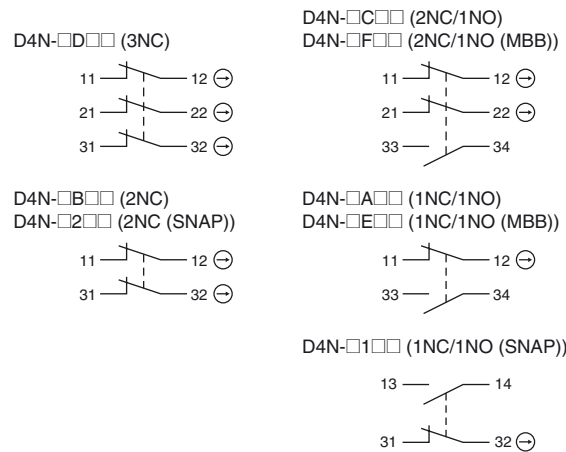 D4N-□D□□ (3NC)
11 12
21 22
31 32
D4N-□C□□ (2NC/1NO)
D4N-□F□□ (2NC/1NO (MBB))
11 12
21 22
33 34
D4N-□B□□ (2NC)
D4N-□2□□ (2NC (SNAP))
11 12
31 32
D4N-□A□□ (1NC/1NO)
D4N-□E□□ (1NC/1NO (MBB))
11 12
33 34
D4N-□1□□ (1NC/1NO (SNAP))
13 14
31 32